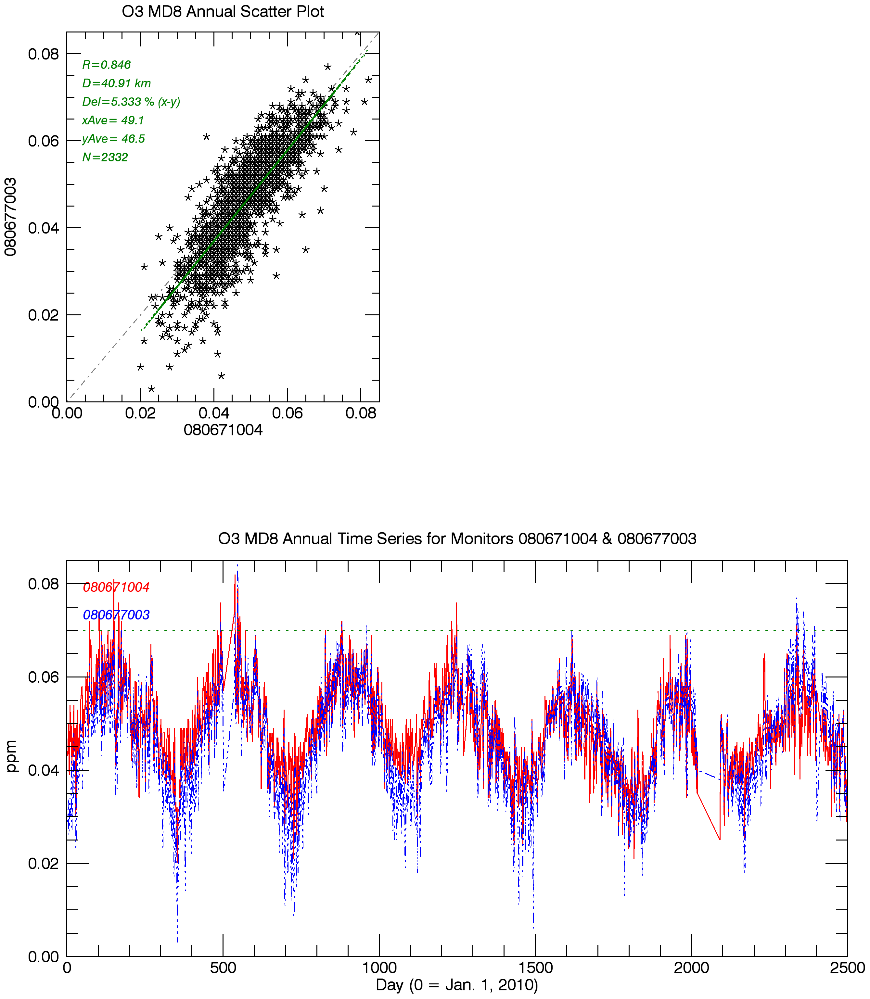 O3 MD8 Annual Scatter Plot
0.08
0.06
0.04
0.02
0.00
R=0.846
D=40.91 km
Del=5.333 % (x-y)
xAve= 49.1
yAve= 46.5
N=2332
080677003
0.00 0.02 0.04 0.06 0.08
080671004
O3 MD8 Annual Time Series for Monitors 080671004 & 080677003
0.08
0.06
0.04
0.02
0.00
080671004
080677003
ppm
0 500 1000 1500 2000 2500
Day (0 = Jan. 1, 2010)